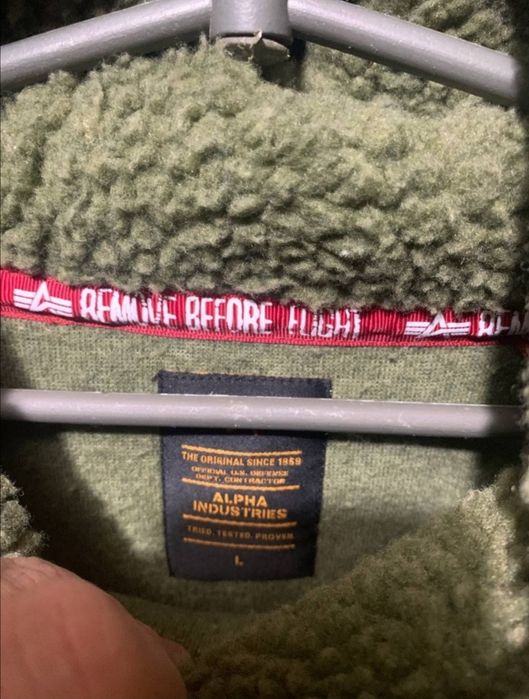 REMOVE BEFORE FLIGHT
THE ORIGINAL SINCE 1959
OFFICIAL U.S. DEFENSE
DEPT. CONTRACTOR
ALPHA
INDUSTRIES
TRIED. TESTED. PROVEN
L